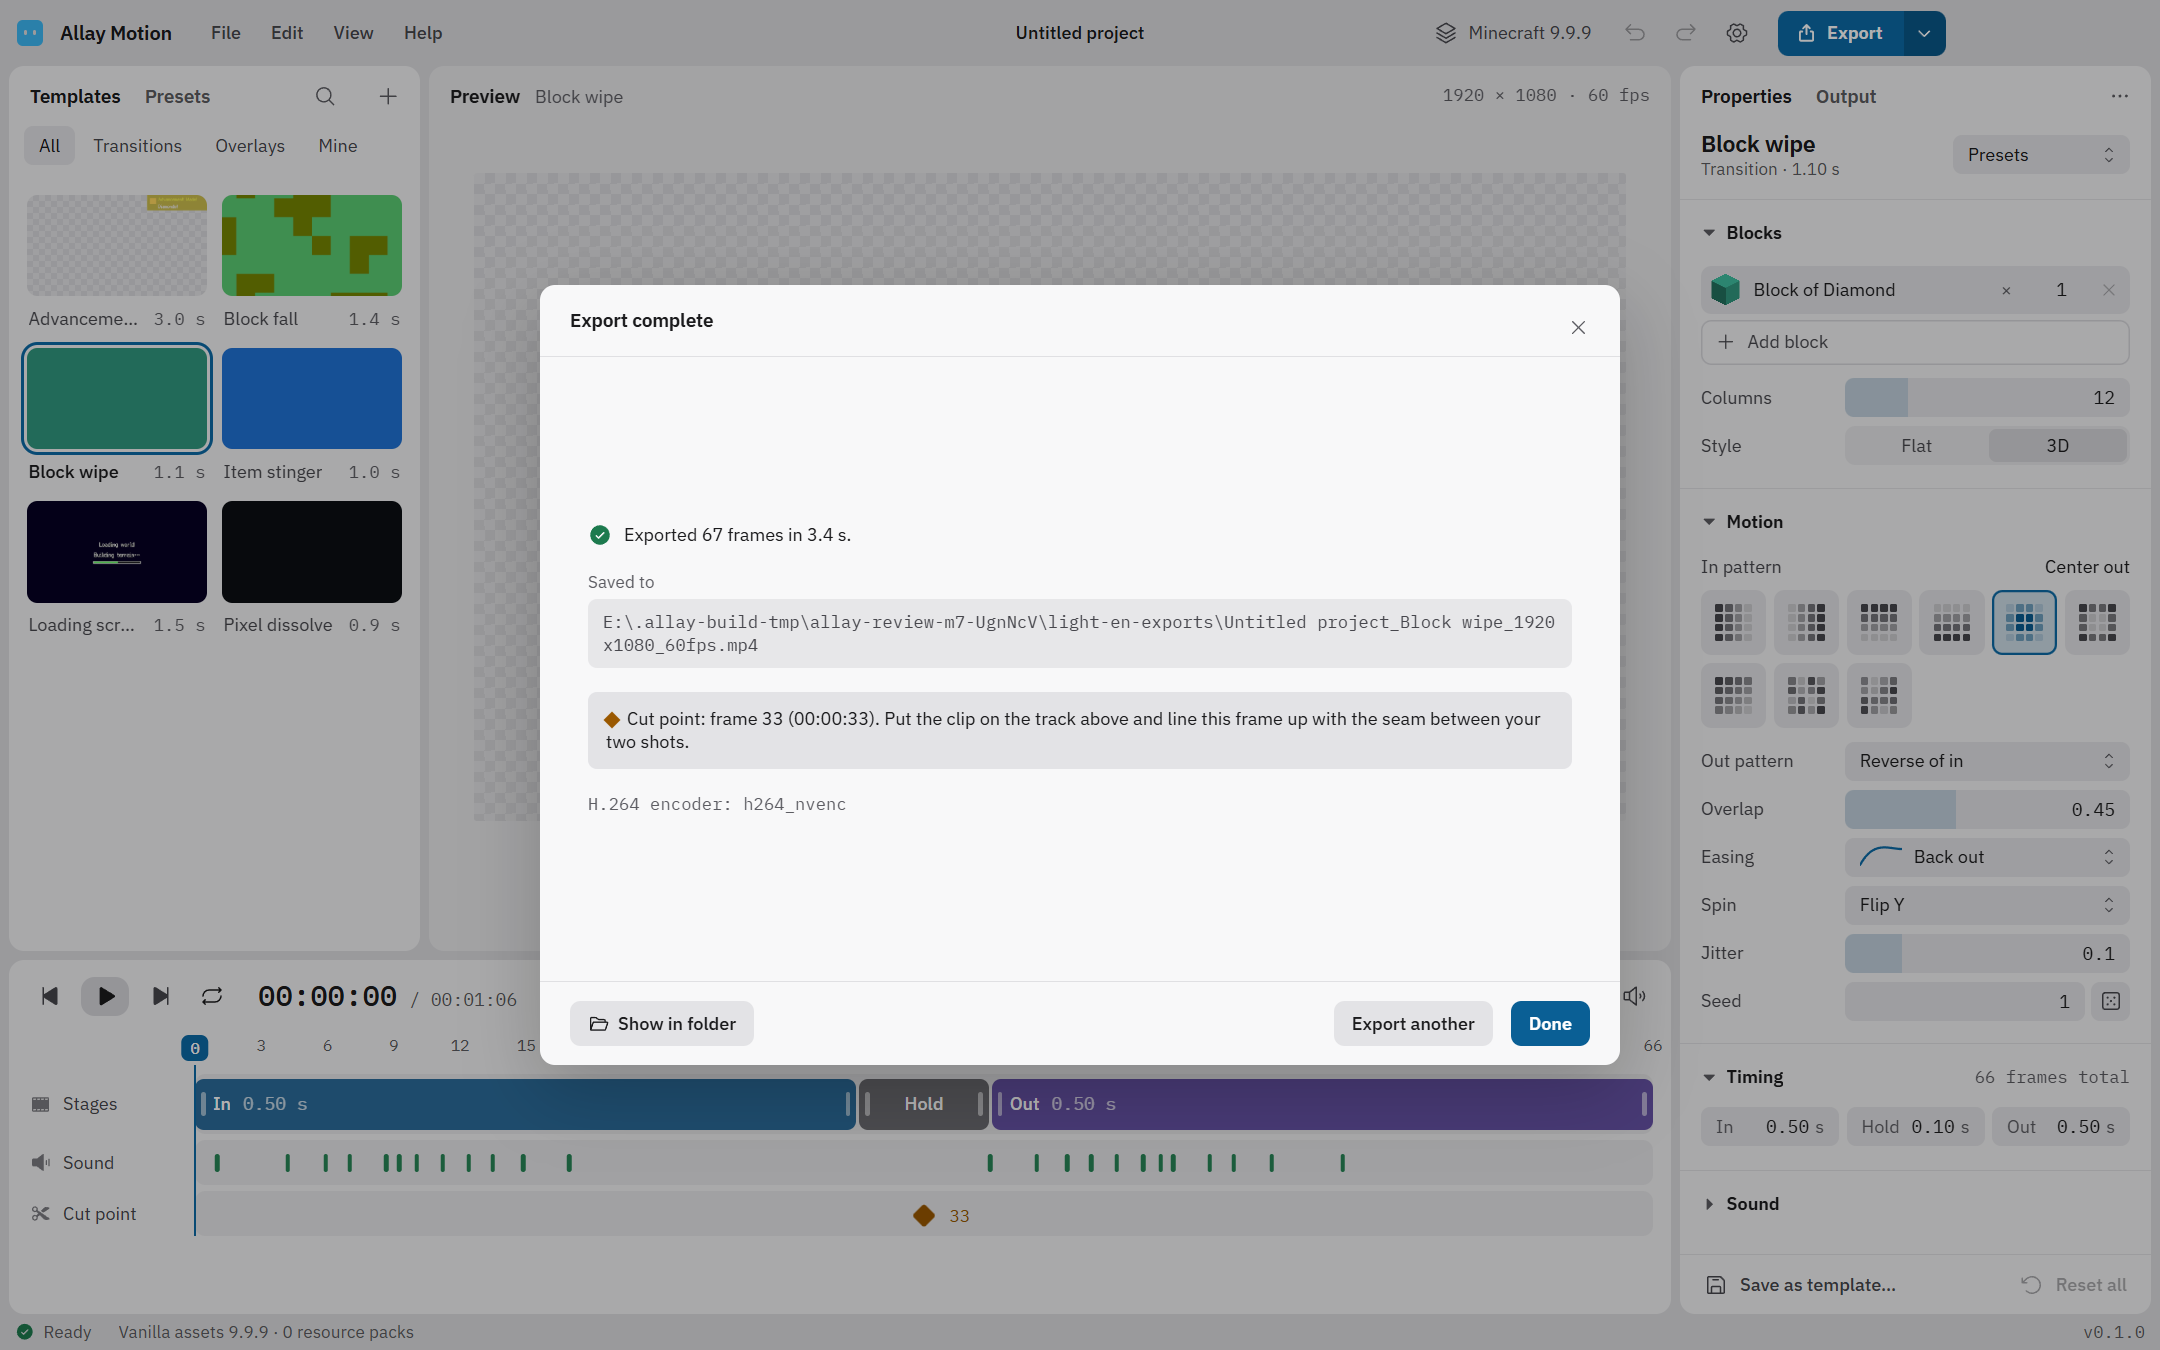 Allay Motion File Edit View Help
Untitled project
Minecraft 9.9.9
Export
Templates Presets
All Transitions Overlays Mine
Advanceme... 3.0 s
Block fall 1.4 s
Block wipe 1.1 s
Item stinger 1.0 s
Loading world
Building terrain
Loading scr... 1.5 s
Pixel dissolve 0.9 s
Preview Block wipe
1920 × 1080 · 60 fps
Export complete
Exported 67 frames in 3.4 s.
Saved to
E:\.allay-build-tmp\allay-review-m7-UgnNcV\light-en-exports\Untitled project_Block wipe_1920
x1080_60fps.mp4
Cut point: frame 33 (00:00:33). Put the clip on the track above and line this frame up with the seam between your
two shots.
H.264 encoder: h264_nvenc
Show in folder
Export another
Done
Properties Output
Block wipe
Transition · 1.10 s
Presets
Blocks
Block of Diamond × 1
Add block
Columns 12
Style Flat 3D
Motion
In pattern Center out
Out pattern Reverse of in
Overlap 0.45
Easing Back out
Spin Flip Y
Jitter 0.1
Seed 1
Timing 66 frames total
In 0.50 s Hold 0.10 s Out 0.50 s
Sound
Save as template...
Reset all
00:00:00 / 00:01:06
0 3 6 9 12 15 66
Stages In 0.50 s Hold Out 0.50 s
Sound
Cut point 33
Ready Vanilla assets 9.9.9 · 0 resource packs
v0.1.0